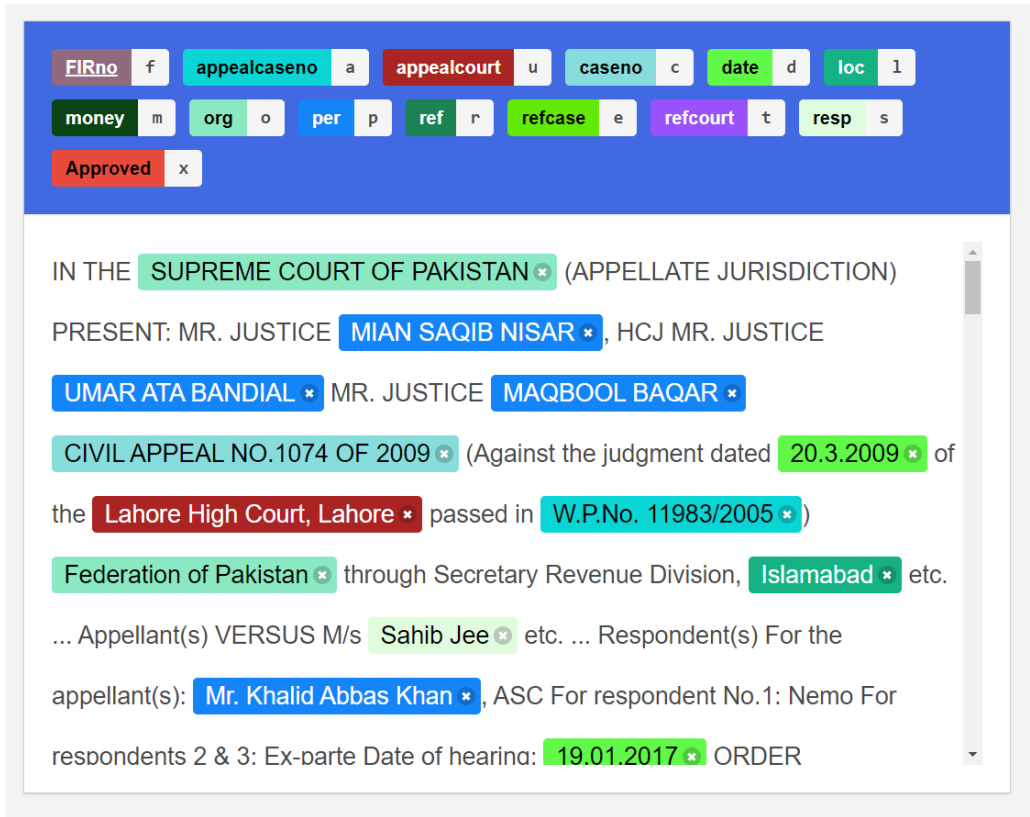 FIRno f appealcaseno a appealcourt u caseno c date d loc l
money m org o per p ref r refcase e refcourt t resp s
Approved x
IN THE SUPREME COURT OF PAKISTAN (APPELLATE JURISDICTION)
PRESENT: MR. JUSTICE MIAN SAQIB NISAR , HCJ MR. JUSTICE
UMAR ATA BANDIAL MR. JUSTICE MAQBOOL BAQAR
CIVIL APPEAL NO.1074 OF 2009 (Against the judgment dated 20.3.2009 of
the Lahore High Court, Lahore passed in W.P.No. 11983/2005 )
Federation of Pakistan through Secretary Revenue Division, Islamabad etc.
... Appellant(s) VERSUS M/s Sahib Jee etc. ... Respondent(s) For the
appellant(s): Mr. Khalid Abbas Khan , ASC For respondent No.1: Nemo For
respondents 2 & 3: Ex-parte Date of hearing: 19.01.2017 ORDER